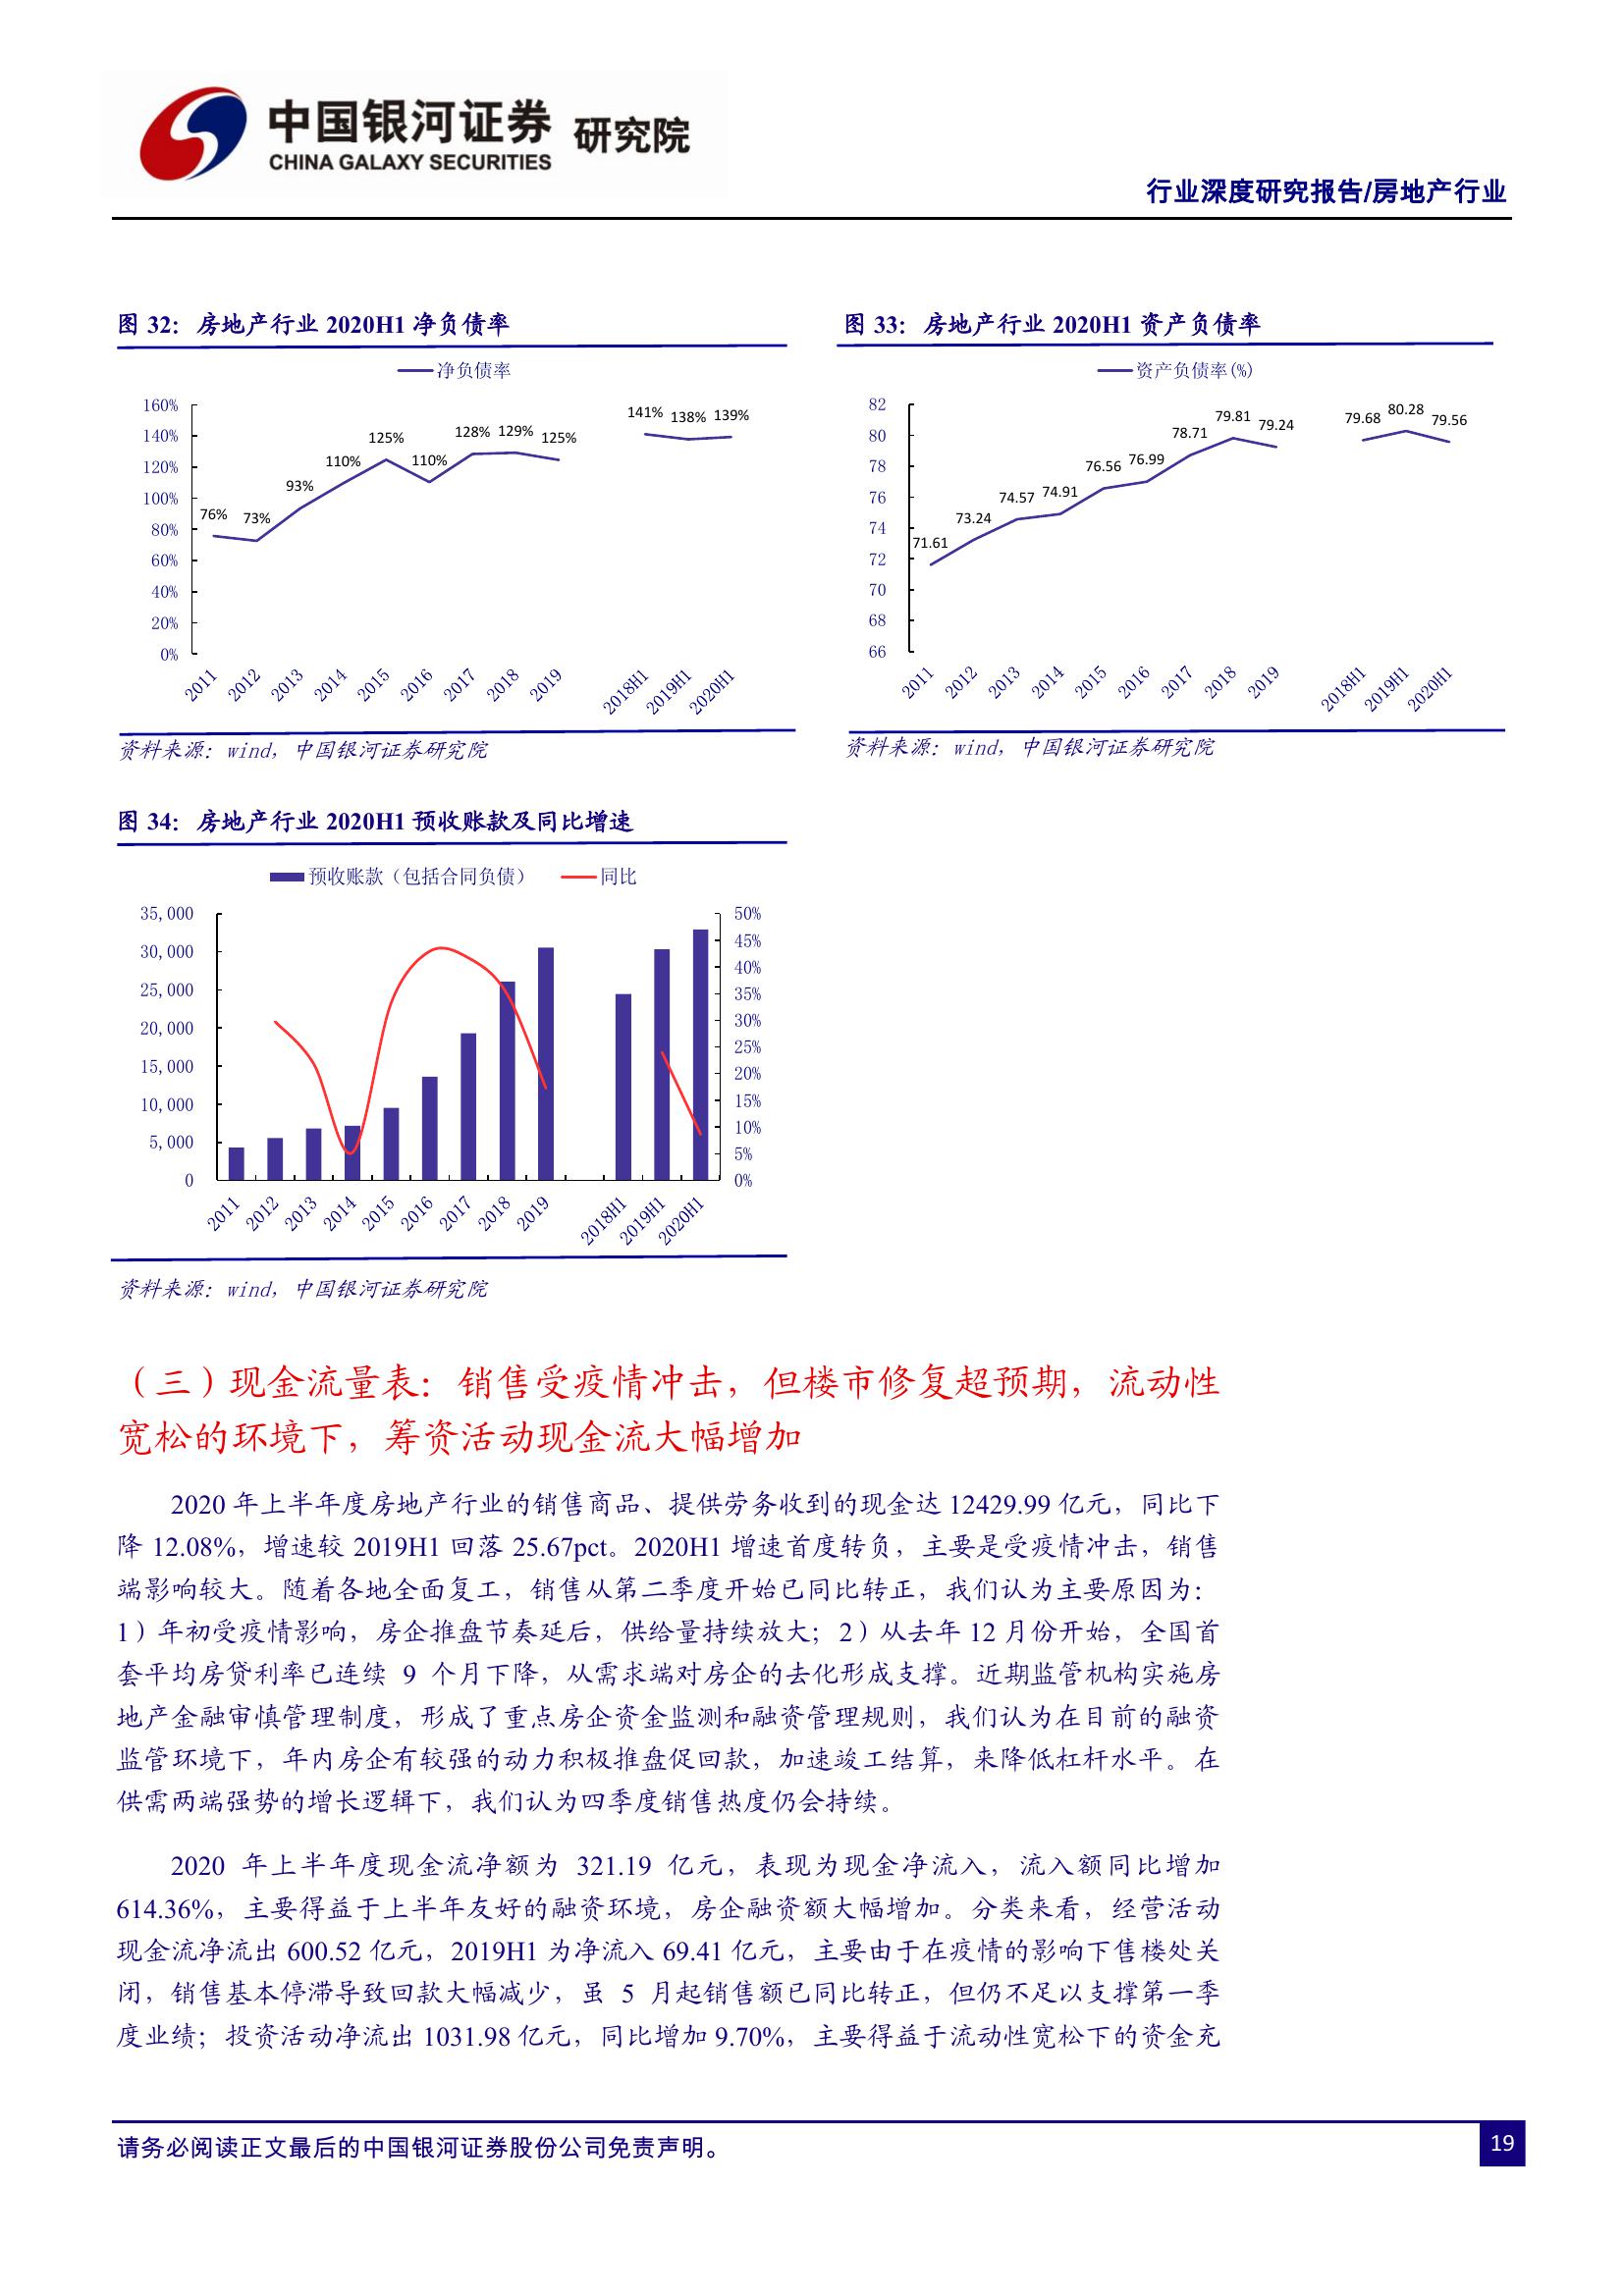 中国银河证券 研究院
CHINA GALAXY SECURITIES
行业深度研究报告/房地产行业
图 32：房地产行业 2020H1 净负债率
净负债率
160%
140%
120%
100%
80%
60%
40%
20%
0%
76% 73% 93% 110% 125% 110% 128% 129% 125% 141% 138% 139%
2011 2012 2013 2014 2015 2016 2017 2018 2019 2018H1 2019H1 2020H1
资料来源：wind，中国银河证券研究院
图 33：房地产行业 2020H1 资产负债率
资产负债率(%)
82
80
78
76
74
72
70
68
66
71.61 73.24 74.57 74.91 76.56 76.99 78.71 79.81 79.24 79.68 80.28 79.56
2011 2012 2013 2014 2015 2016 2017 2018 2019 2018H1 2019H1 2020H1
资料来源：wind，中国银河证券研究院
图 34：房地产行业 2020H1 预收账款及同比增速
预收账款（包括合同负债） 同比
35,000
30,000
25,000
20,000
15,000
10,000
5,000
0
50%
45%
40%
35%
30%
25%
20%
15%
10%
5%
0%
2011 2012 2013 2014 2015 2016 2017 2018 2019 2018H1 2019H1 2020H1
资料来源：wind，中国银河证券研究院
（三）现金流量表：销售受疫情冲击，但楼市修复超预期，流动性
宽松的环境下，筹资活动现金流大幅增加
2020 年上半年度房地产行业的销售商品、提供劳务收到的现金达 12429.99 亿元，同比下
降 12.08%，增速较 2019H1 回落 25.67pct。2020H1 增速首度转负，主要是受疫情冲击，销售
端影响较大。随着各地全面复工，销售从第二季度开始已同比转正，我们认为主要原因为：
1）年初受疫情影响，房企推盘节奏延后，供给量持续放大；2）从去年 12 月份开始，全国首
套平均房贷利率已连续 9 个月下降，从需求端对房企的去化形成支撑。近期监管机构实施房
地产金融审慎管理制度，形成了重点房企资金监测和融资管理规则，我们认为在目前的融资
监管环境下，年内房企有较强的动力积极推盘促回款，加速竣工结算，来降低杠杆水平。在
供需两端强势的增长逻辑下，我们认为四季度销售热度仍会持续。
2020 年上半年度现金流净额为 321.19 亿元，表现为现金净流入，流入额同比增加
614.36%，主要得益于上半年友好的融资环境，房企融资额大幅增加。分类来看，经营活动
现金流净流出 600.52 亿元，2019H1 为净流入 69.41 亿元，主要由于在疫情的影响下售楼处关
闭，销售基本停滞导致回款大幅减少，虽 5 月起销售额已同比转正，但仍不足以支撑第一季
度业绩；投资活动净流出 1031.98 亿元，同比增加 9.70%，主要得益于流动性宽松下的资金充
请务必阅读正文最后的中国银河证券股份公司免责声明。
19